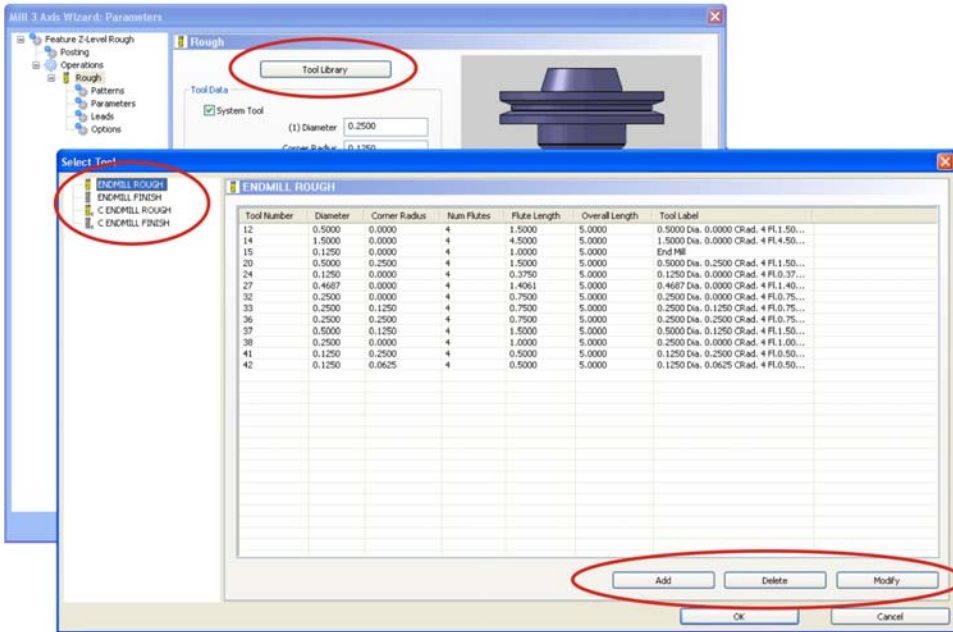 Mill 3 Axis Wizard: Parameters
Feature Z-Level Rough
Posting
Operations
Rough
Patterns
Parameters
Leads
Options
Rough
Tool Library
Tool Data
System Tool
(1) Diameter 0.2500
Corner Radius 0.1250
Select Tool
ENDMILL ROUGH
ENDMILL FINISH
C ENDMILL ROUGH
C ENDMILL FINISH
ENDMILL ROUGH
Tool Number Diameter Corner Radius Num Flutes Flute Length Overall Length Tool Label
12 0.5000 0.0000 4 1.5000 5.0000 0.5000 Dia. 0.0000 CRad. 4 Fl.1.50...
14 1.5000 0.0000 4 4.5000 5.0000 1.5000 Dia. 0.0000 CRad. 4 Fl.4.50...
15 0.1250 0.0000 4 1.0000 5.0000 End Mill
20 0.5000 0.2500 4 1.5000 5.0000 0.5000 Dia. 0.2500 CRad. 4 Fl.1.50...
24 0.1250 0.0000 4 0.3750 5.0000 0.1250 Dia. 0.0000 CRad. 4 Fl.0.37...
27 0.4687 0.0000 4 1.4061 5.0000 0.4687 Dia. 0.0000 CRad. 4 Fl.1.40...
32 0.2500 0.0000 4 0.7500 5.0000 0.2500 Dia. 0.0000 CRad. 4 Fl.0.75...
33 0.2500 0.1250 4 0.7500 5.0000 0.2500 Dia. 0.1250 CRad. 4 Fl.0.75...
36 0.2500 0.2500 4 0.7500 5.0000 0.2500 Dia. 0.2500 CRad. 4 Fl.0.75...
37 0.5000 0.1250 4 1.5000 5.0000 0.5000 Dia. 0.1250 CRad. 4 Fl.1.50...
38 0.2500 0.0000 4 1.0000 5.0000 0.2500 Dia. 0.0000 CRad. 4 Fl.1.00...
41 0.1250 0.2500 4 0.5000 5.0000 0.1250 Dia. 0.2500 CRad. 4 Fl.0.50...
42 0.1250 0.0625 4 0.5000 5.0000 0.1250 Dia. 0.0625 CRad. 4 Fl.0.50...
Add Delete Modify
OK Cancel